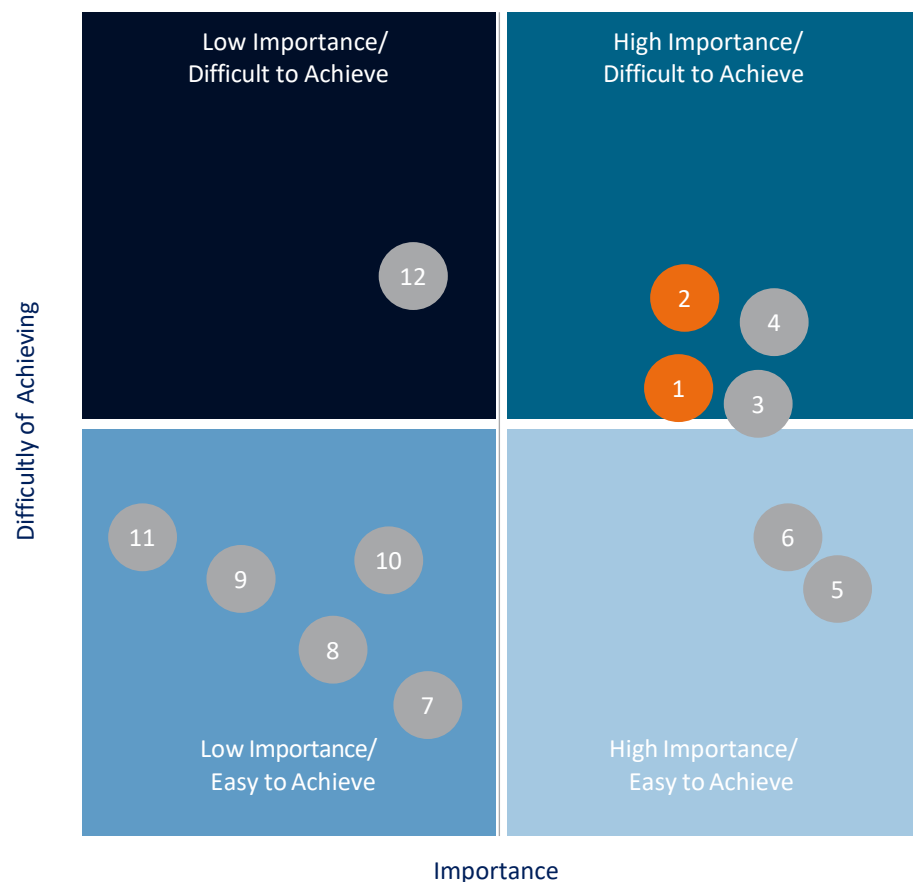 Low Importance/
Difficult to Achieve
High Importance/
Difficult to Achieve
12
2
4
1
3
Difficultly of Achieving
11
6
10
9
5
8
7
Low Importance/
Easy to Achieve
High Importance/
Easy to Achieve
Importance